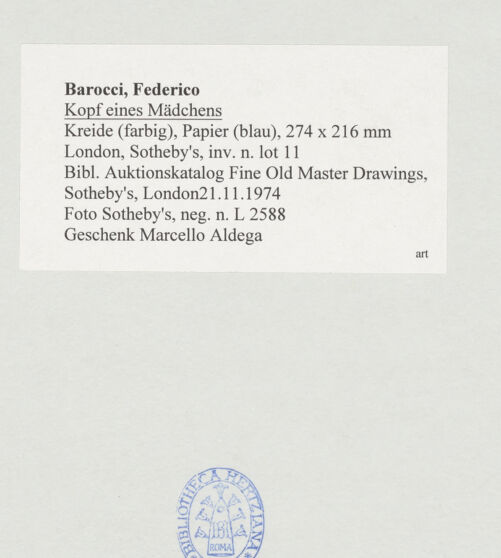 Barocci, Federico
Kopf eines Mädchens
Kreide (farbig), Papier (blau), 274 x 216 mm
London, Sotheby's, inv. n. lot 11
Bibl. Auktionskatalog Fine Old Master Drawings,
Sotheby's, London21.11.1974
Foto Sotheby's, neg. n. L 2588
Geschenk Marcello Aldega
art
BIBLIOTHECA HERTZIANA
ROMA